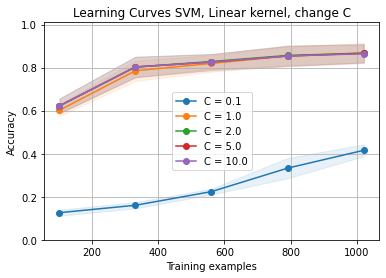 Learning Curves SVM, Linear kernel, change C
1.0
0.8
0.6
0.4
0.2
0.0
Accuracy
C = 0.1
C = 1.0
C = 2.0
C = 5.0
C = 10.0
200 400 600 800 1000
Training examples